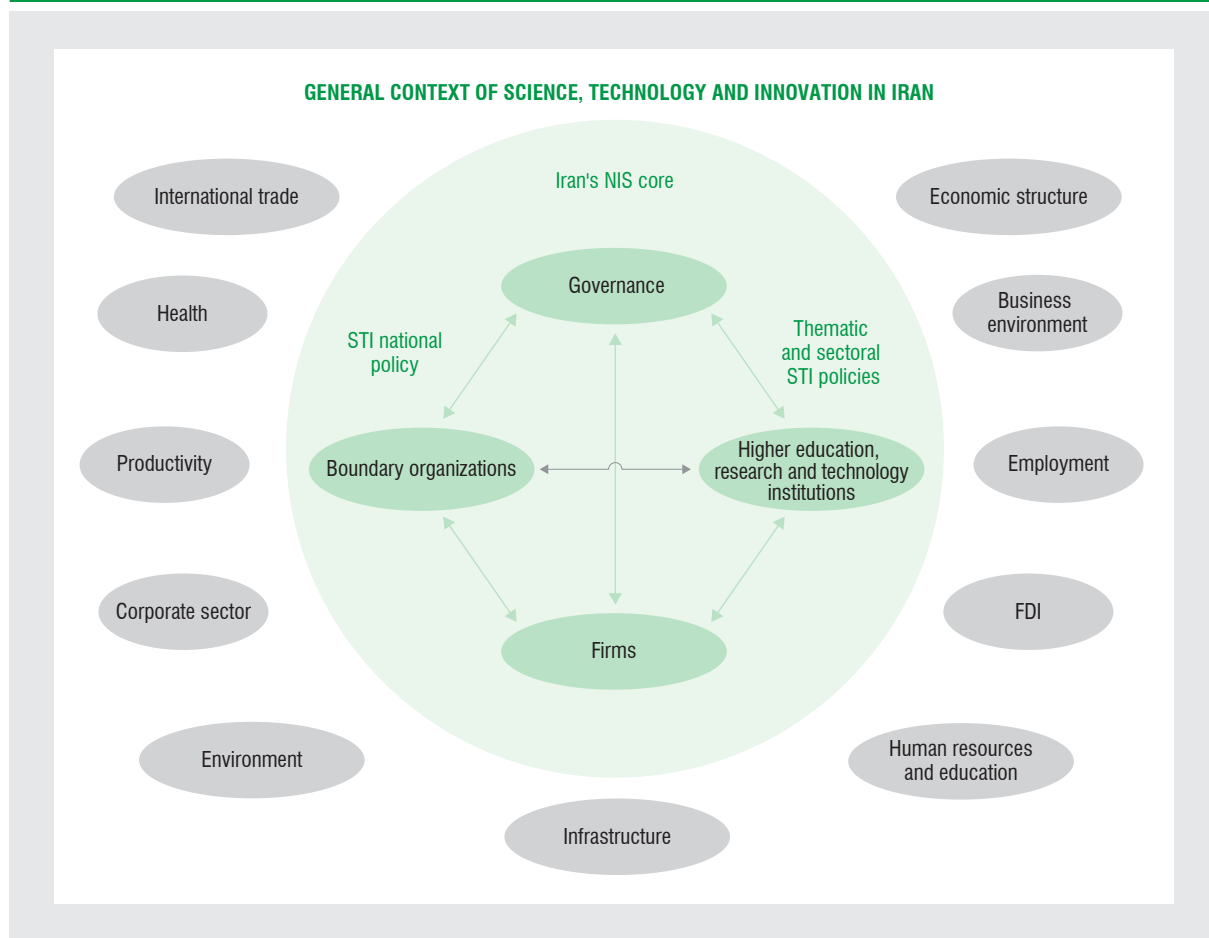 GENERAL CONTEXT OF SCIENCE, TECHNOLOGY AND INNOVATION IN IRAN
Iran's NIS core
International trade
Economic structure
Governance
Health
Business
environment
STI national
policy
Thematic
and sectoral
STI policies
Productivity
Boundary organizations
Higher education,
research and technology
institutions
Employment
Corporate sector
FDI
Firms
Environment
Human resources
and education
Infrastructure